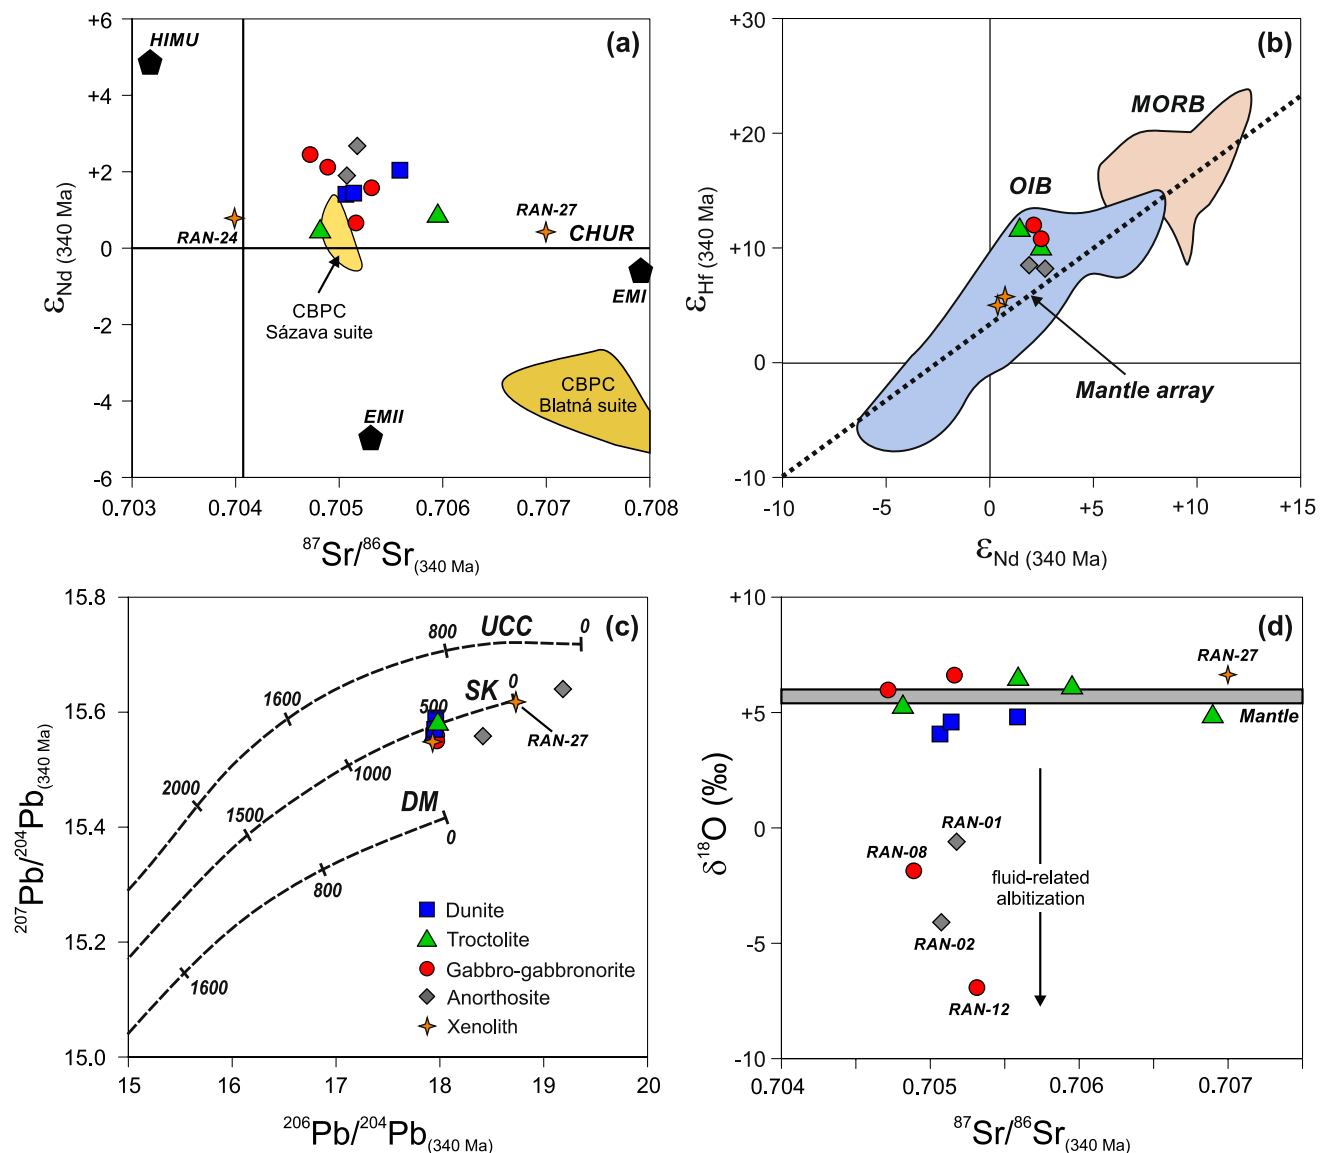 (a)
+6
+4
+2
0
-2
-4
-6
εNd (340 Ma)
HIMU
RAN-24
RAN-27
CHUR
EMI
CBPC
Sázava suite
CBPC
Blatná suite
EMII
0.703
0.704
0.705
0.706
0.707
0.708
87Sr/86Sr(340 Ma)
(b)
+30
+20
+10
0
-10
εHf (340 Ma)
MORB
OIB
Mantle array
-10
-5
0
+5
+10
+15
εNd (340 Ma)
(c)
15.8
15.6
15.4
15.2
15.0
207Pb/204Pb(340 Ma)
UCC
0
800
1600
2000
SK
0
500
1000
1500
RAN-27
DM
0
800
1600
Dunite
Troctolite
Gabbro-gabbronorite
Anorthosite
Xenolith
15
16
17
18
19
20
206Pb/204Pb(340 Ma)
(d)
+10
+5
0
-5
-10
δ18O (‰)
RAN-27
Mantle
RAN-01
RAN-08
RAN-02
RAN-12
fluid-related
albitization
0.704
0.705
0.706
0.707
87Sr/86Sr(340 Ma)